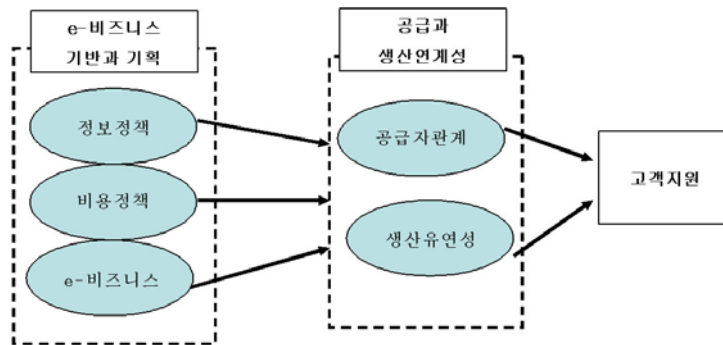 e-비즈니스
기반과 기획
정보정책
비용정책
e-비즈니스
공급과
생산연계성
공급자관계
생산유연성
고객지원